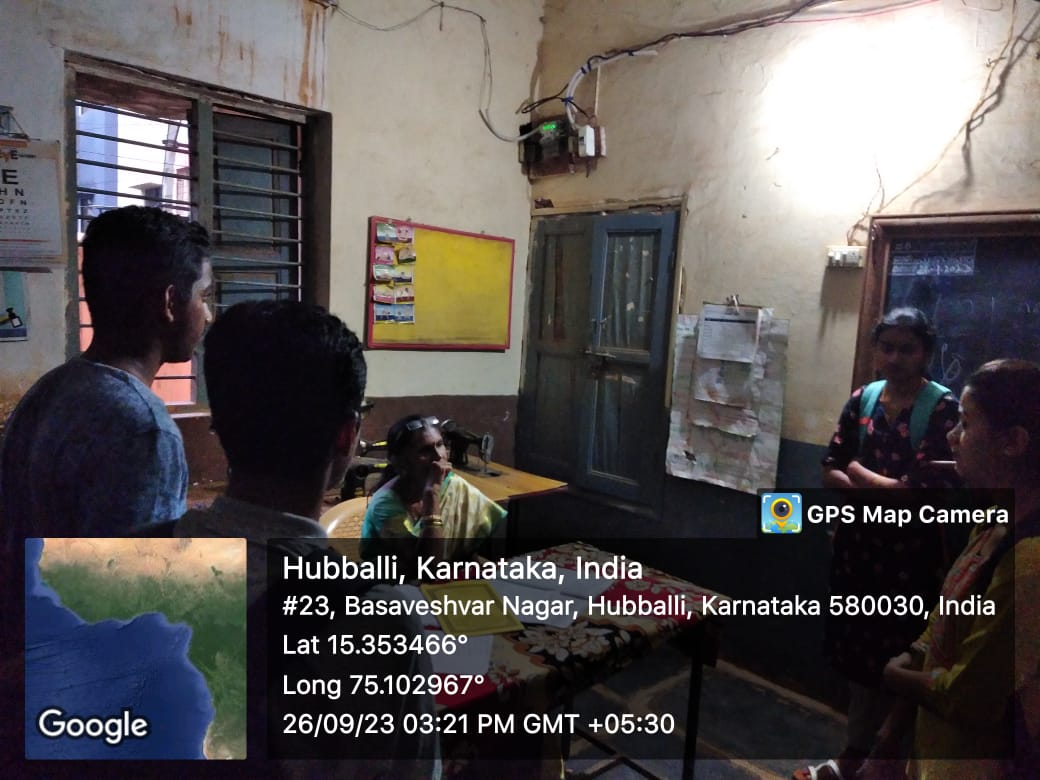 E
H N
D F N
P T X Z
GPS Map Camera
Hubballi, Karnataka, India
#23, Basaveshvar Nagar, Hubballi, Karnataka 580030, India
Lat 15.353466°
Long 75.102967°
26/09/23 03:21 PM GMT +05:30
Google